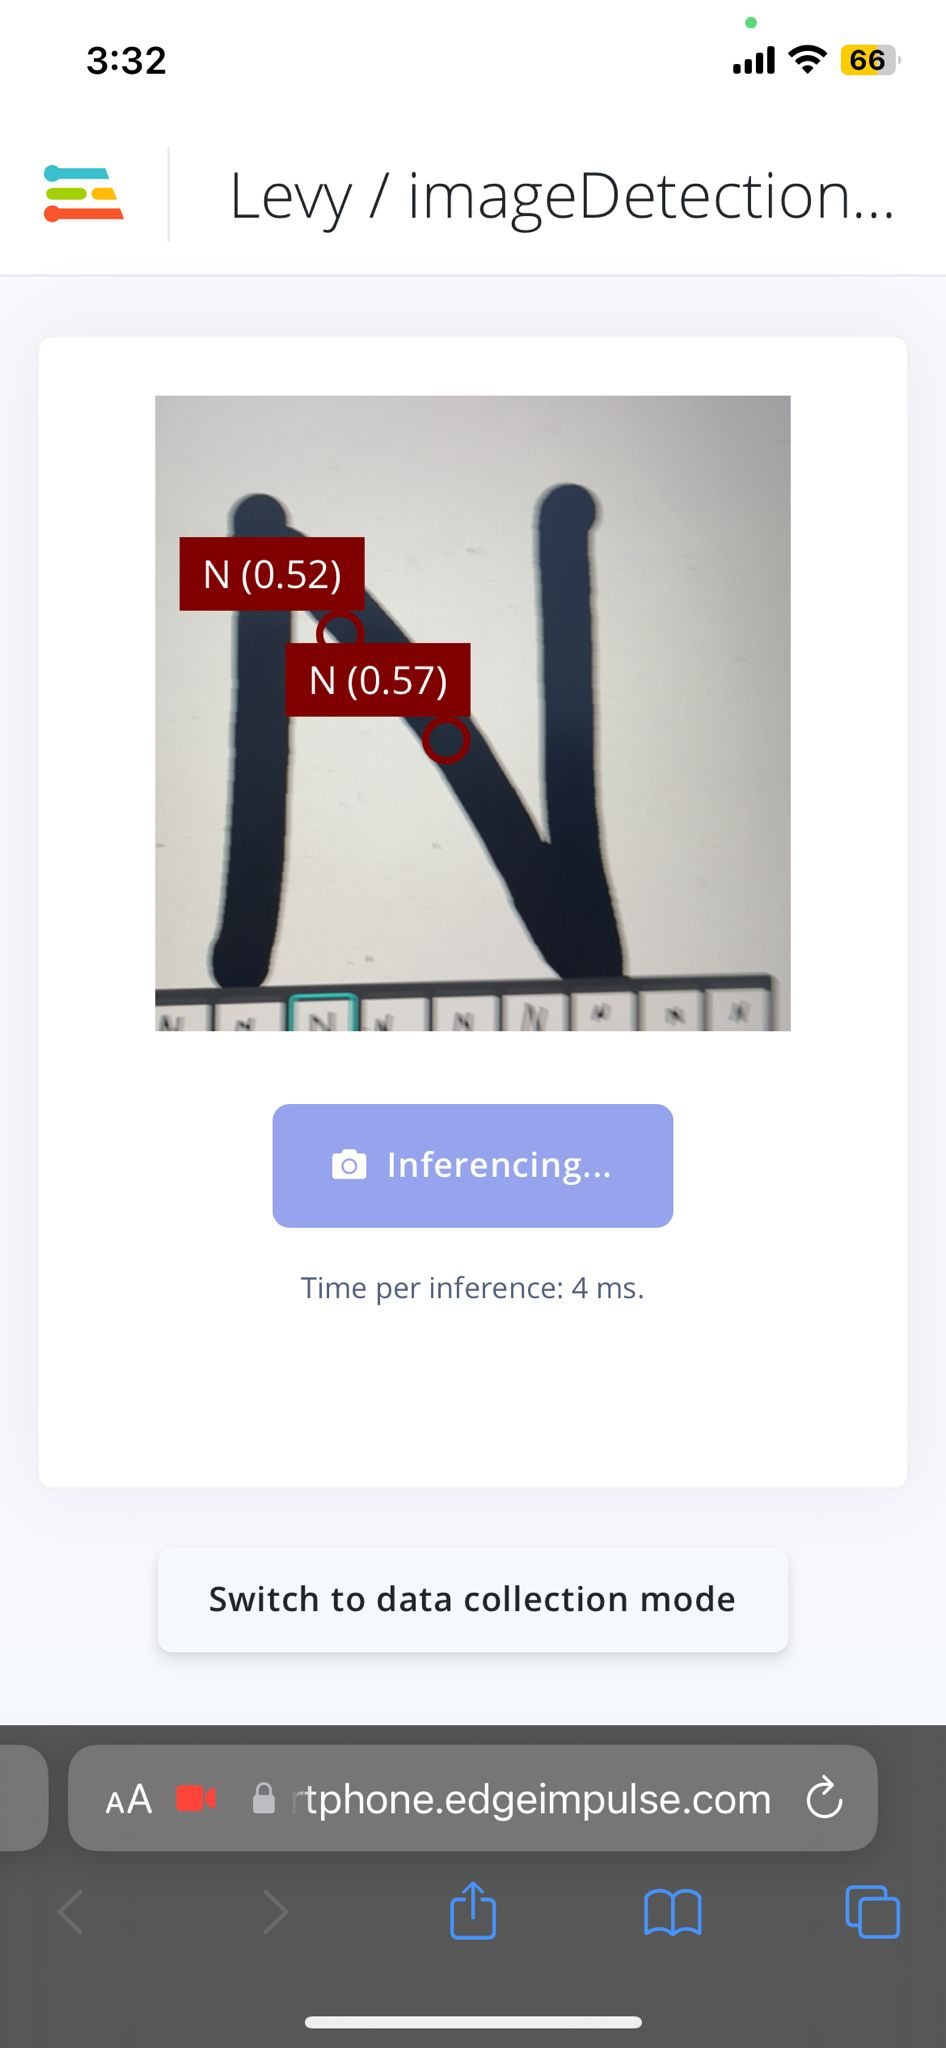 3:32
66
Levy / imageDetection...
N
N (0.52)
N (0.57)
N N N N N N N N N
Inferencing...
Time per inference: 4 ms.
Switch to data collection mode
AA rtphone.edgeimpulse.com